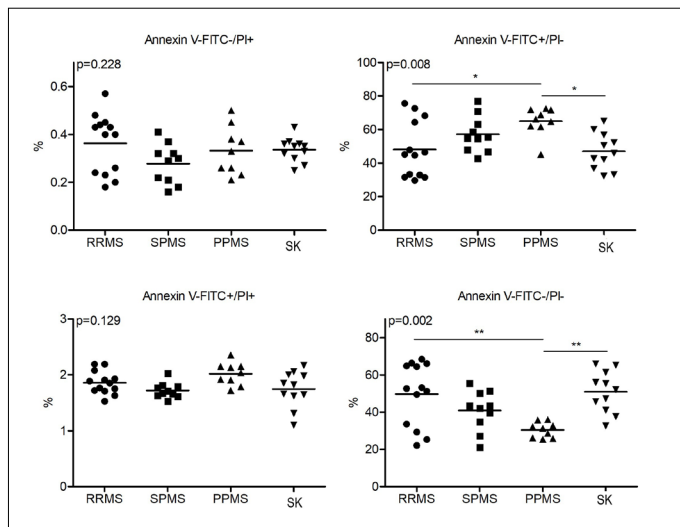 Annexin V-FITC-/PI+
p=0.228
0.6
0.4
0.2
0.0
%
RRMS SPMS PPMS SK
Annexin V-FITC+/PI-
p=0.008
100
80
60
40
20
0
%
* *
RRMS SPMS PPMS SK
Annexin V-FITC+/PI+
p=0.129
3
2
1
0
%
RRMS SPMS PPMS SK
Annexin V-FITC-/PI-
p=0.002
80
60
40
20
0
%
** **
RRMS SPMS PPMS SK